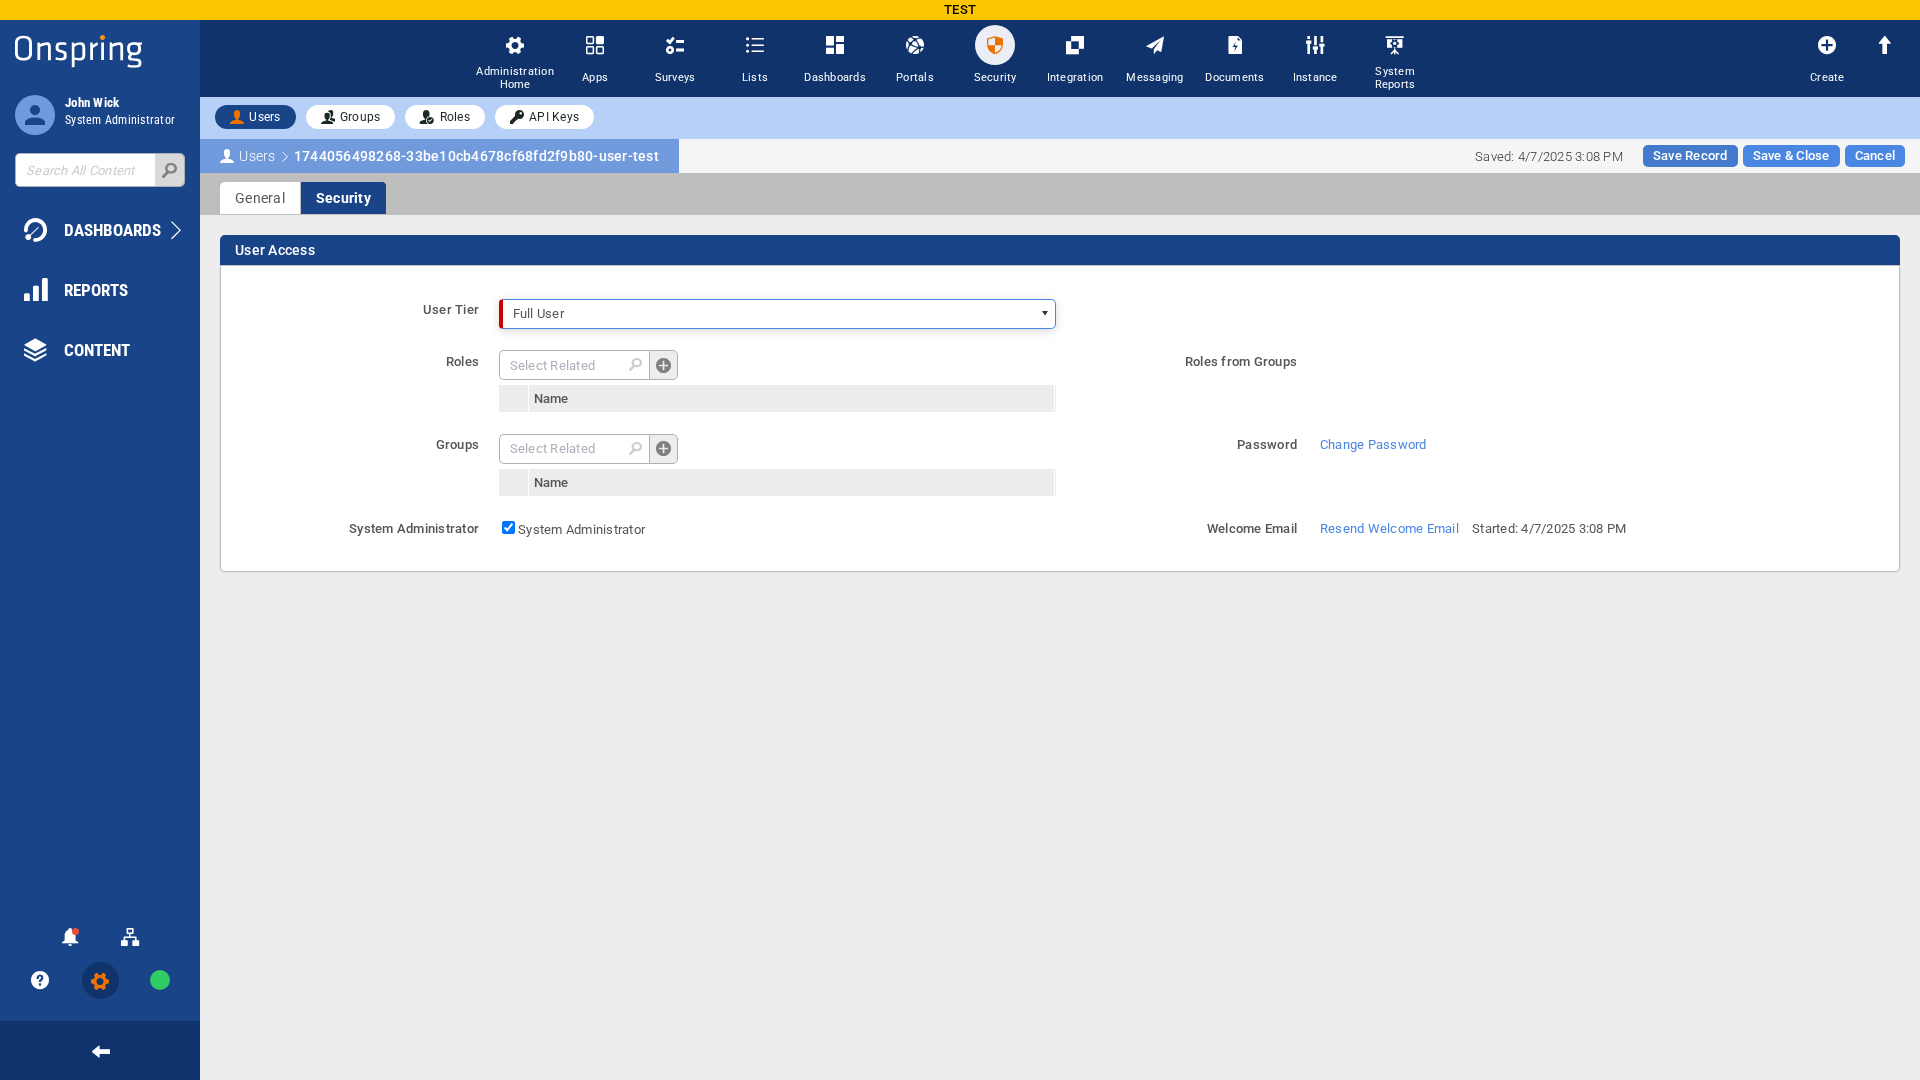 TEST
Onspring
John Wick
System Administrator
Search All Content
DASHBOARDS
REPORTS
CONTENT
Administration Home
Apps
Surveys
Lists
Dashboards
Portals
Security
Integration
Messaging
Documents
Instance
System Reports
Create
Users
Groups
Roles
API Keys
Users
1744056498268-33be10cb4678cf68fd2f9b80-user-test
Saved: 4/7/2025 3:08 PM
Save Record
Save & Close
Cancel
General
Security
User Access
User Tier
Full User
Roles
Select Related
Name
Roles from Groups
Groups
Select Related
Name
Password
Change Password
System Administrator
System Administrator
Welcome Email
Resend Welcome Email
Started: 4/7/2025 3:08 PM